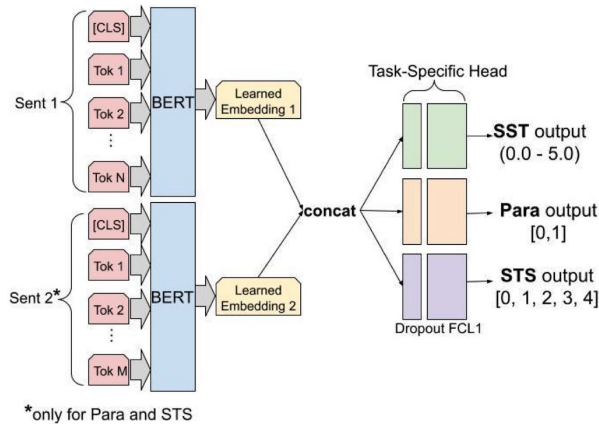 Sent 1
[CLS]
Tok 1
Tok 2
⋮
Tok N
BERT
Learned
Embedding 1
Sent 2*
[CLS]
Tok 1
Tok 2
⋮
Tok M
BERT
Learned
Embedding 2
*only for Para and STS
concat
Task-Specific Head
SST output
(0.0 - 5.0)
Para output
[0,1]
STS output
[0, 1, 2, 3, 4]
Dropout FCL1